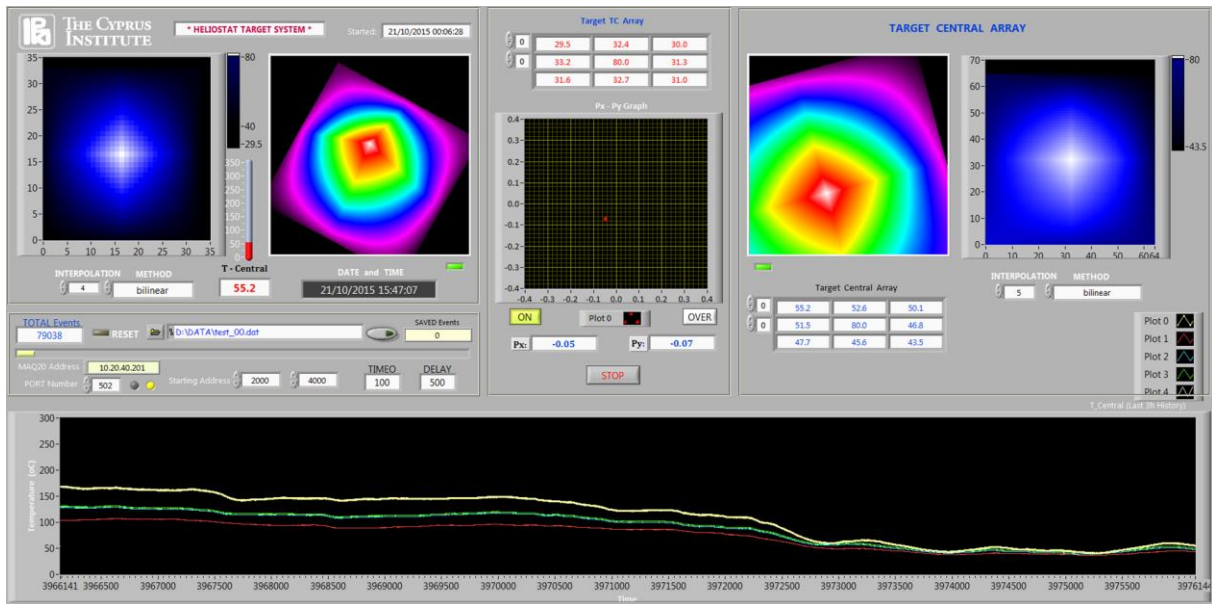 THE CYPRUS
INSTITUTE
* HELIOSTAT TARGET SYSTEM *
Started: 21/10/2015 00:06:28
35
30
25
20
15
10
5
0
0 5 10 15 20 25 30 35
80
40
29.5
350
300
250
200
150
100
50
0
INTERPOLATION METHOD
4 bilinear
T - Central
55.2
DATE and TIME
21/10/2015 15:47:07
TOTAL Events
79038
RESET
D:\DATA\test_00.dat
SAVED Events
0
MAQ20 Address 10.20.40.201
PORT Number 502
Starting Address 2000 4000
TIMEO
100
DELAY
500
Target TC Array
0 29.5 32.4 30.0
0 33.2 80.0 31.3
31.6 32.7 31.0
Px - Py Graph
0.4
0.3
0.2
0.1
0.0
-0.1
-0.2
-0.3
-0.4
-0.4 -0.3 -0.2 -0.1 0.0 0.1 0.2 0.3 0.4
ON Plot 0 OVER
Px: -0.05 Py: -0.07
STOP
TARGET CENTRAL ARRAY
70
60
50
40
30
20
10
0
0 10 20 30 40 50 6064
80
43.5
INTERPOLATION METHOD
5 bilinear
Target Central Array
0 55.2 52.6 50.1
0 51.5 80.0 46.8
47.7 45.6 43.5
Plot 0
Plot 1
Plot 2
Plot 3
Plot 4
T_Central (Last 3h History)
Temperature (oC)
300
250
200
150
100
50
0
3966141 3966500 3967000 3967500 3968000 3968500 3969000 3969500 3970000 3970500 3971000 3971500 3972000 3972500 3973000 3973500 3974000 3974500 3975000 3975500 3976144
Time